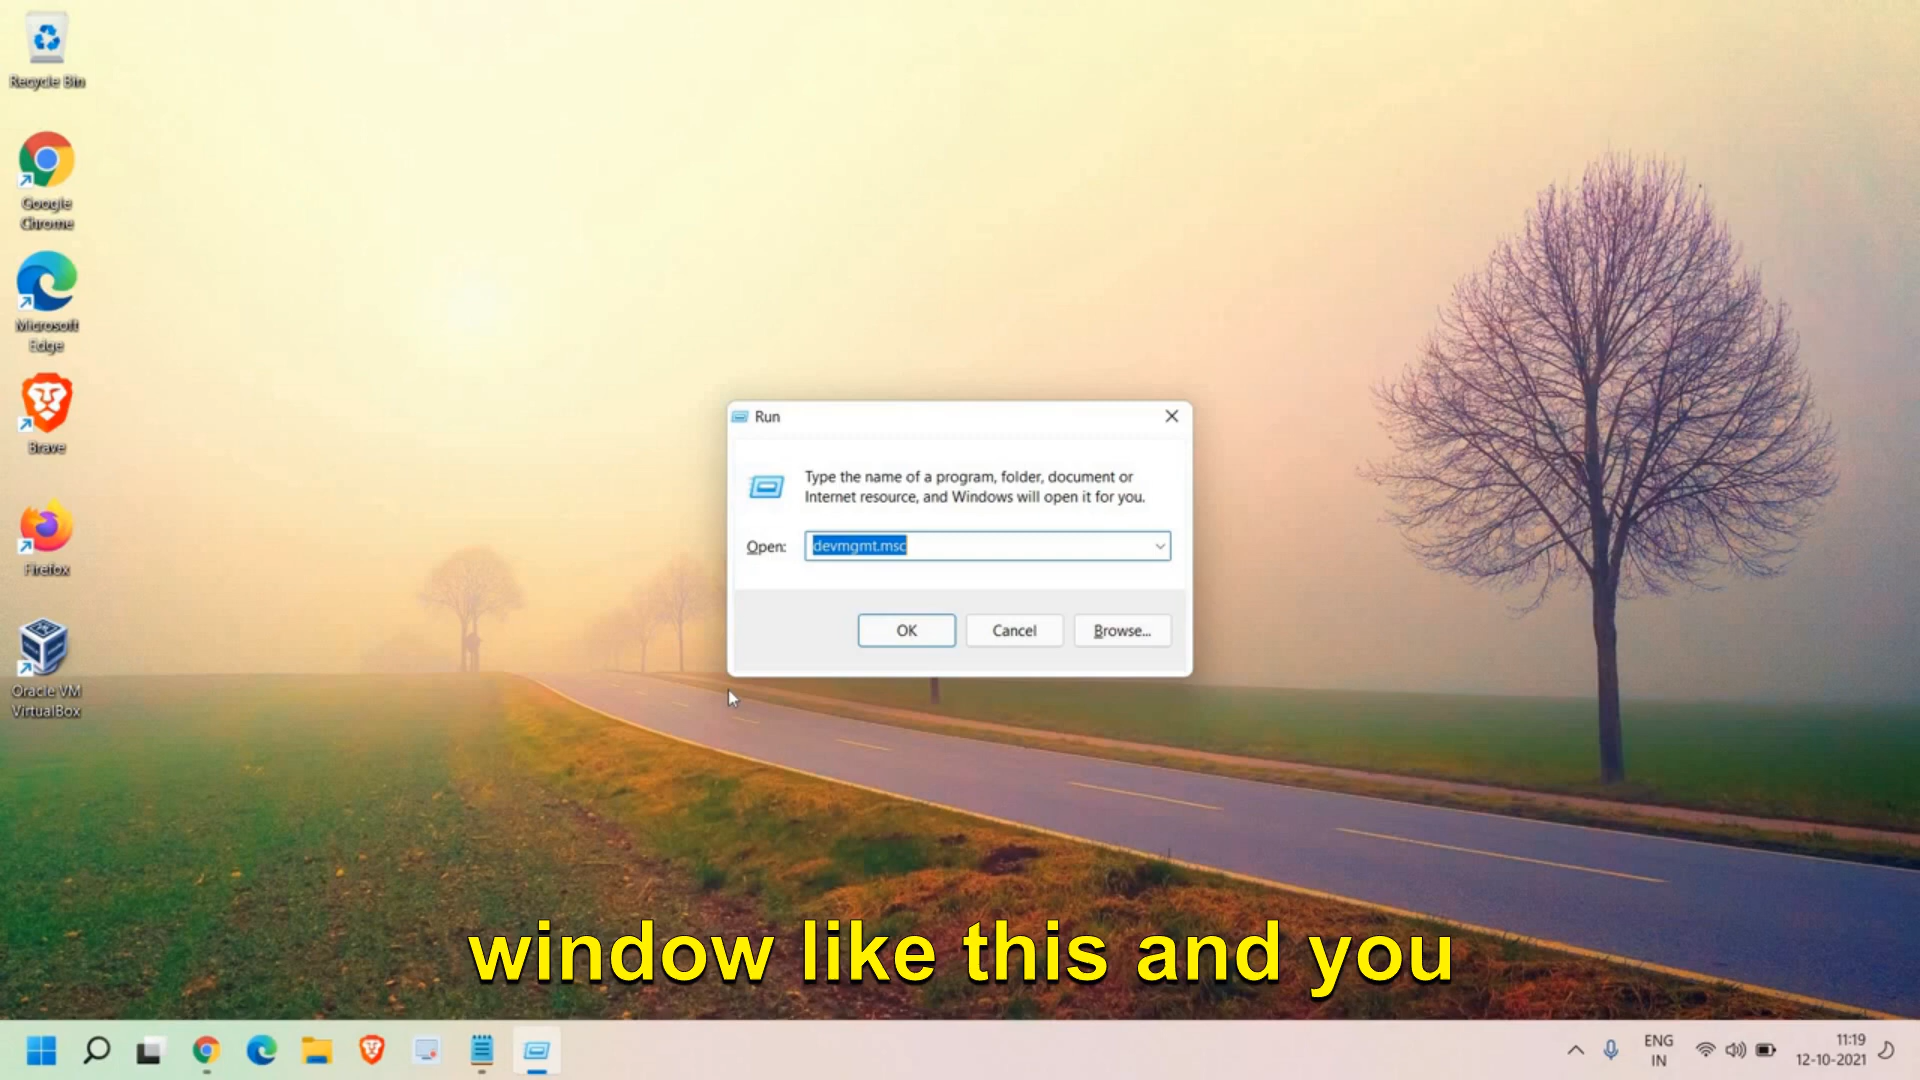 Recycle Bin
Google
Chrome
Microsoft
Edge
Brave
Firefox
Oracle VM
VirtualBox
Run
Type the name of a program, folder, document or
Internet resource, and Windows will open it for you.
Open: devmgmt.msc
OK Cancel Browse...
window like this and you
ENG
IN
11:19
12-10-2021